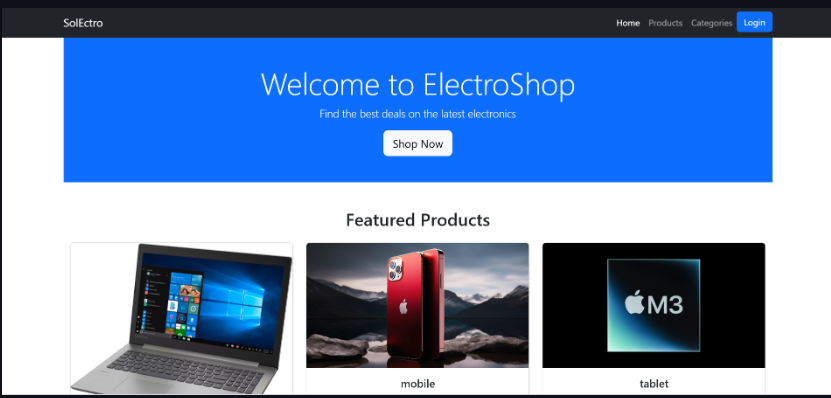 SolEctro
Home Products Categories Login
Welcome to ElectroShop
Find the best deals on the latest electronics
Shop Now
Featured Products
M3
mobile
tablet